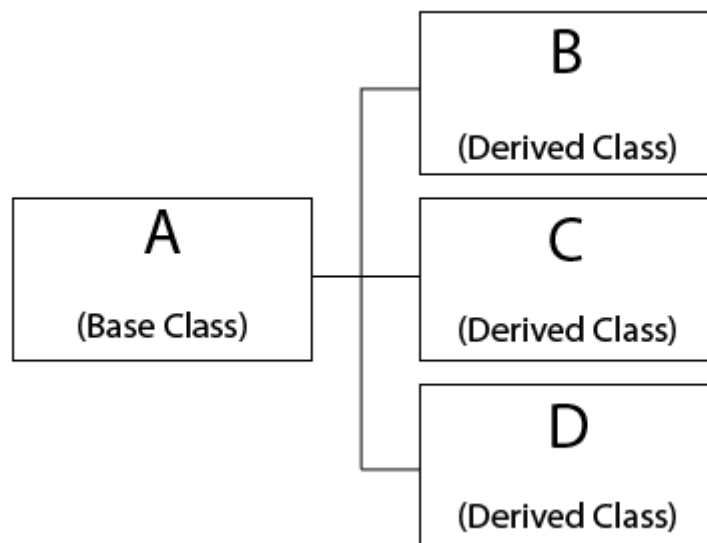 A
(Base Class)
B
(Derived Class)
C
(Derived Class)
D
(Derived Class)